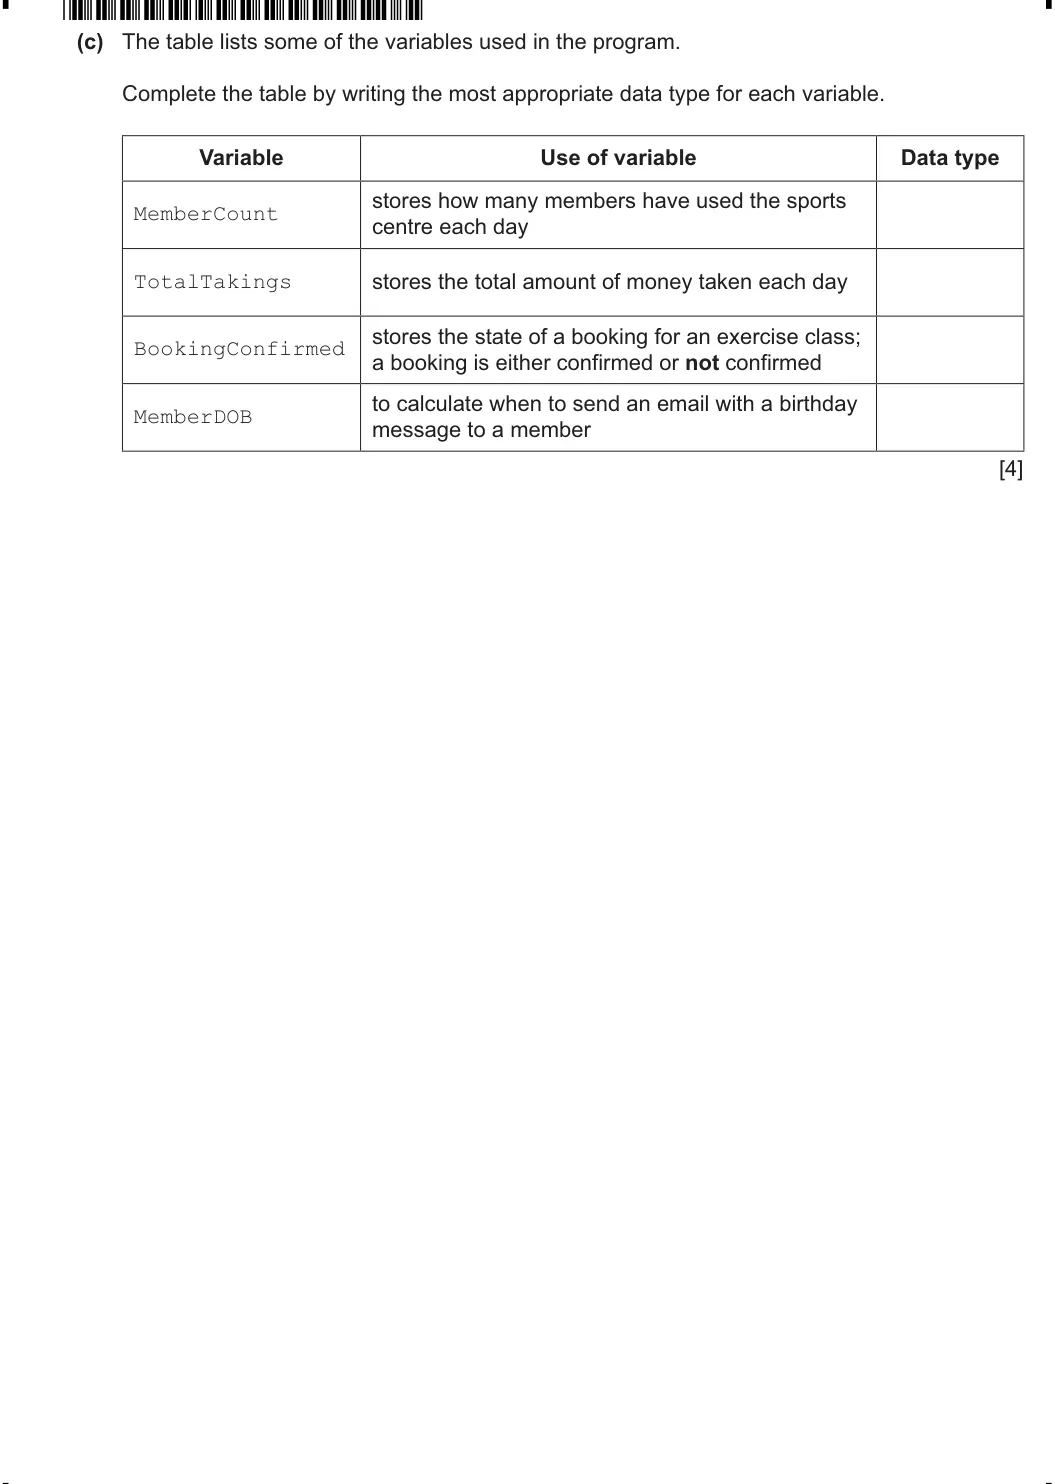 (c) The table lists some of the variables used in the program.
Complete the table by writing the most appropriate data type for each variable.
Variable Use of variable Data type
MemberCount stores how many members have used the sports
centre each day
TotalTakings stores the total amount of money taken each day
BookingConfirmed stores the state of a booking for an exercise class;
a booking is either confirmed or not confirmed
MemberDOB to calculate when to send an email with a birthday
message to a member
[4]